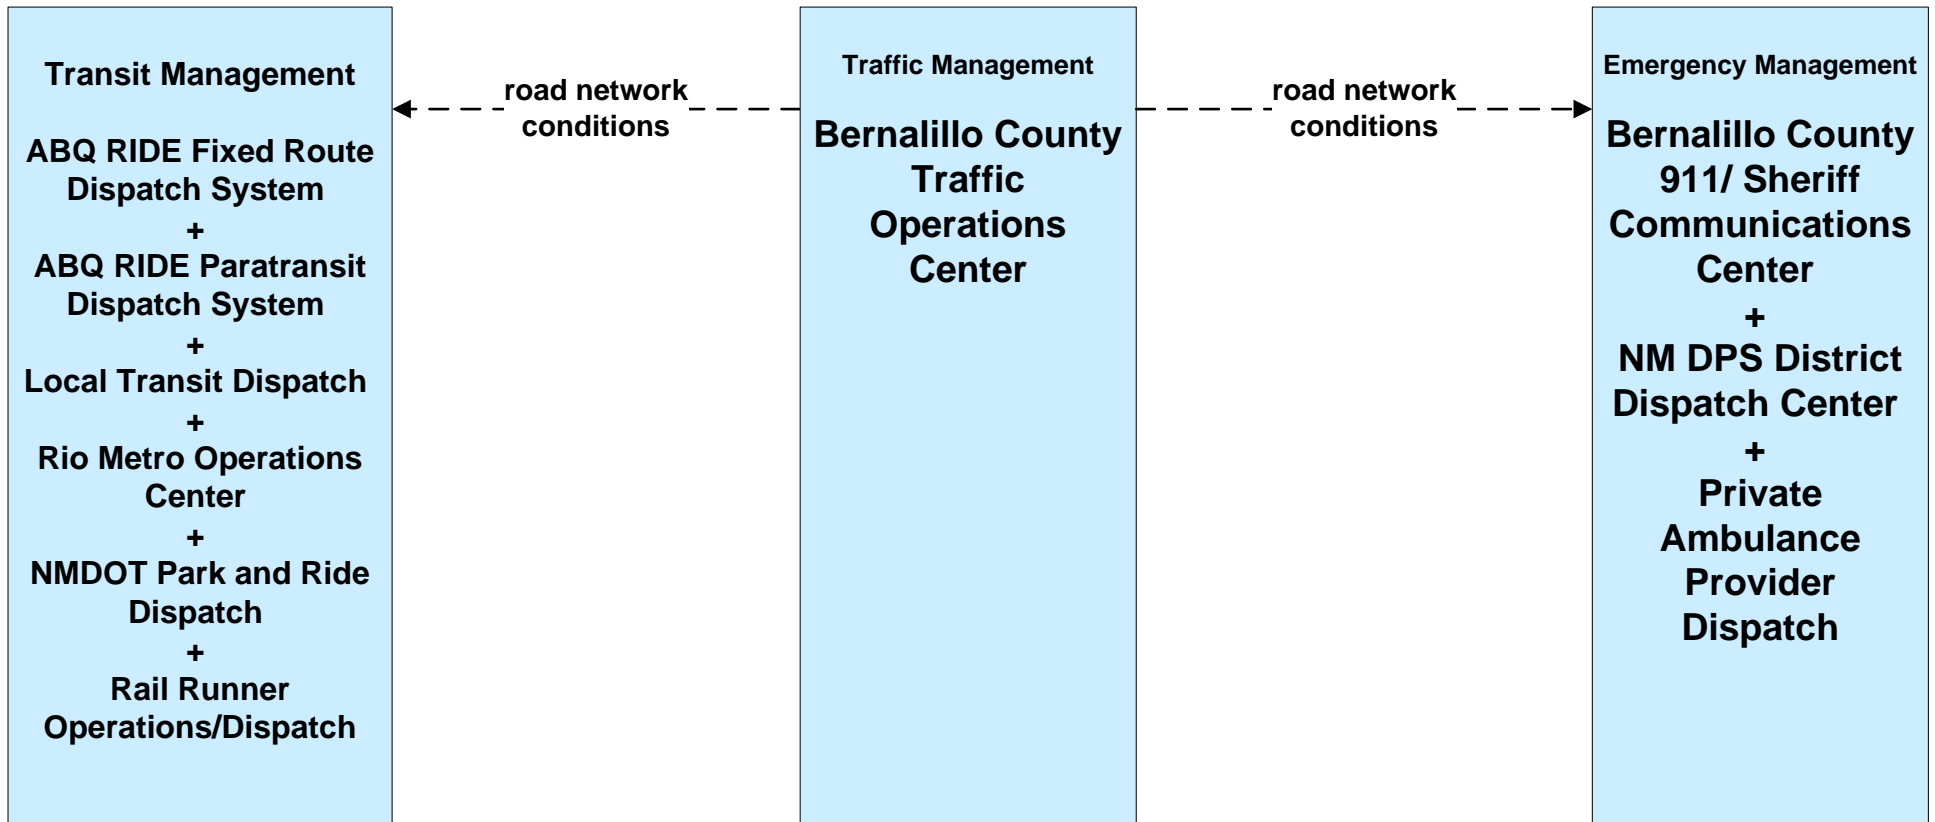 Transit Management
ABQ RIDE Fixed Route
Dispatch System
+
ABQ RIDE Paratransit
Dispatch System
+
Local Transit Dispatch
+
Rio Metro Operations
Center
+
NMDOT Park and Ride
Dispatch
+
Rail Runner
Operations/Dispatch
road network
conditions
Traffic Management
Bernalillo County
Traffic
Operations
Center
road network
conditions
Emergency Management
Bernalillo County
911/ Sheriff
Communications
Center
+
NM DPS District
Dispatch Center
+
Private
Ambulance
Provider
Dispatch